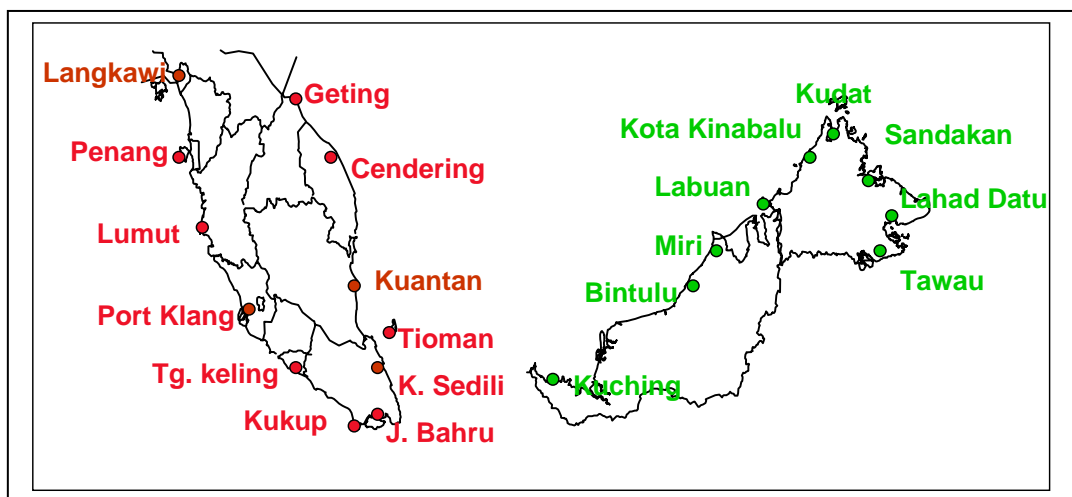 Langkawi
Geting
Penang
Cendering
Lumut
Kuantan
Port Klang
Tioman
Tg. keling
K. Sedili
Kukup
J. Bahru
Kudat
Kota Kinabalu
Sandakan
Labuan
Lahad Datu
Miri
Tawau
Bintulu
Kuching